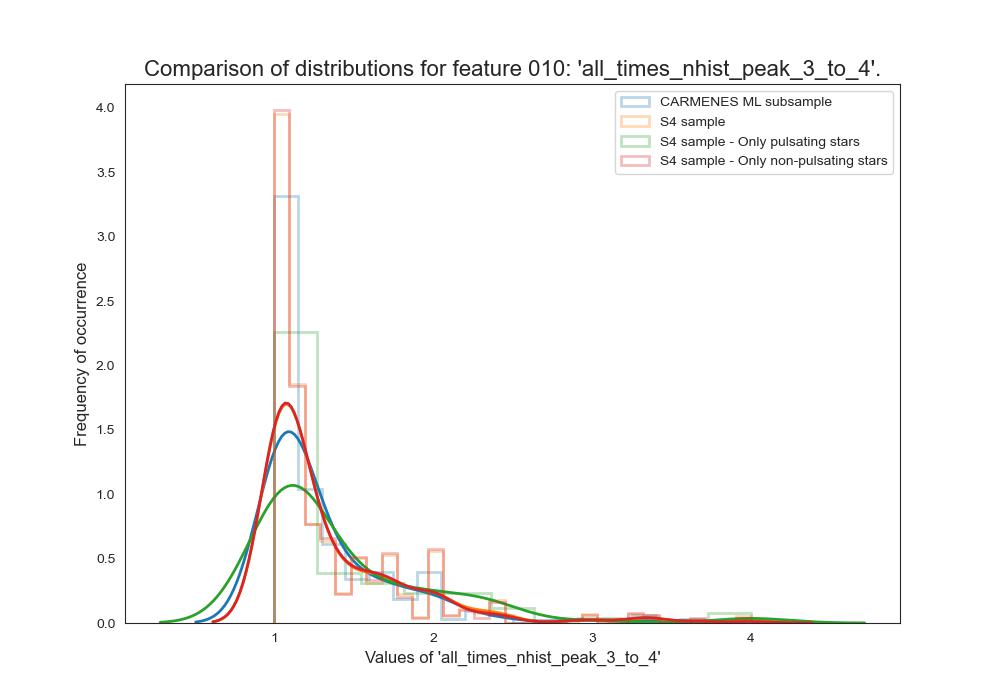 Comparison of distributions for feature 010: 'all_times_nhist_peak_3_to_4'.
CARMENES ML subsample
S4 sample
S4 sample - Only pulsating stars
S4 sample - Only non-pulsating stars
Frequency of occurrence
4.0
3.5
3.0
2.5
2.0
1.5
1.0
0.5
0.0
1 2 3 4
Values of 'all_times_nhist_peak_3_to_4'